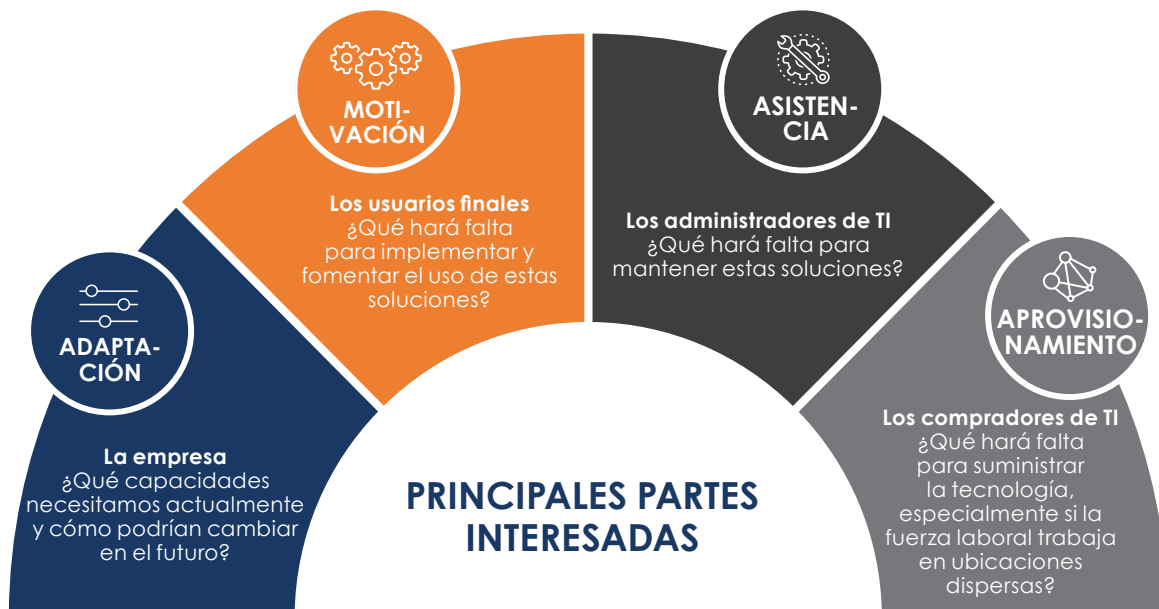 ADAPTA-
CIÓN
La empresa
¿Qué capacidades
necesitamos actualmente
y cómo podrían cambiar
en el futuro?
MOTI-
VACIÓN
Los usuarios finales
¿Qué hará falta
para implementar y
fomentar el uso de estas
soluciones?
ASISTEN-
CIA
Los administradores de TI
¿Qué hará falta para
mantener estas soluciones?
APROVISIO-
NAMIENTO
Los compradores de TI
¿Qué hará falta
para suministrar
la tecnología,
especialmente si la
fuerza laboral trabaja
en ubicaciones
dispersas?
PRINCIPALES PARTES
INTERESADAS